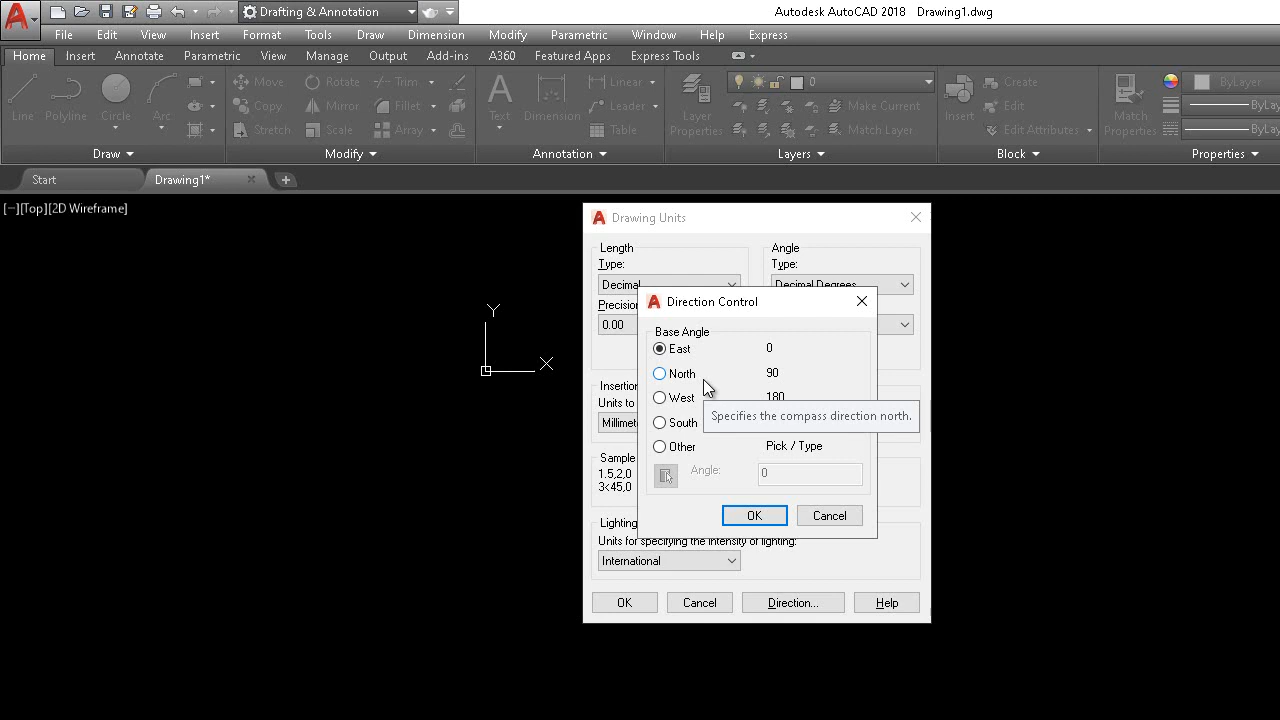 Drafting & Annotation
Autodesk AutoCAD 2018 Drawing1.dwg
File Edit View Insert Format Tools Draw Dimension Modify Parametric Window Help Express
Home Insert Annotate Parametric View Manage Output Add-ins A360 Featured Apps Express Tools
Line Polyline Circle Arc
Move Rotate Trim
Copy Mirror Fillet
Stretch Scale Array
Text Dimension
Linear
Leader
Table
Layer Properties
0
Make Current
Match Layer
Insert
Create
Edit
Edit Attributes
Match Properties
ByLayer
ByLay
ByLay
Draw Modify Annotation Layers Block Properties
Start Drawing1*
[–][Top][2D Wireframe]
Y
X
Drawing Units
Length
Type:
Decimal
Precision
0.00
Angle
Type:
Decimal Degrees
Insertion
Units to
Millimet
Sample
1.5,2,0
3<45,0
Lighting
Units for specifying the intensity of lighting:
International
OK Cancel Direction... Help
Direction Control
Base Angle
East 0
North 90
West 180
South
Other Pick / Type
Angle: 0
OK Cancel
Specifies the compass direction north.